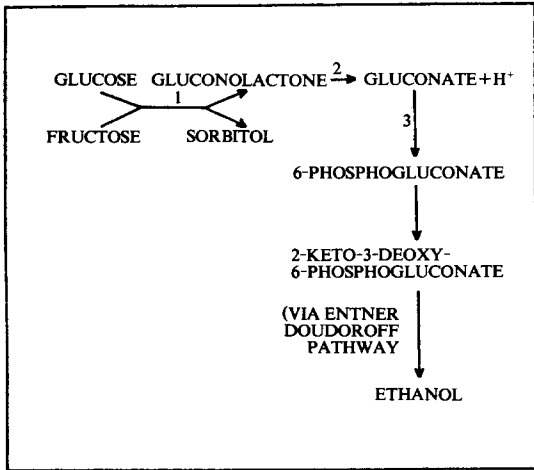 GLUCOSE GLUCONOLACTONE 2 GLUCONATE+H⁺
1
FRUCTOSE SORBITOL
3
6-PHOSPHOGLUCONATE
2-KETO-3-DEOXY-
6-PHOSPHOGLUCONATE
(VIA ENTNER
DOUDOROFF
PATHWAY
ETHANOL